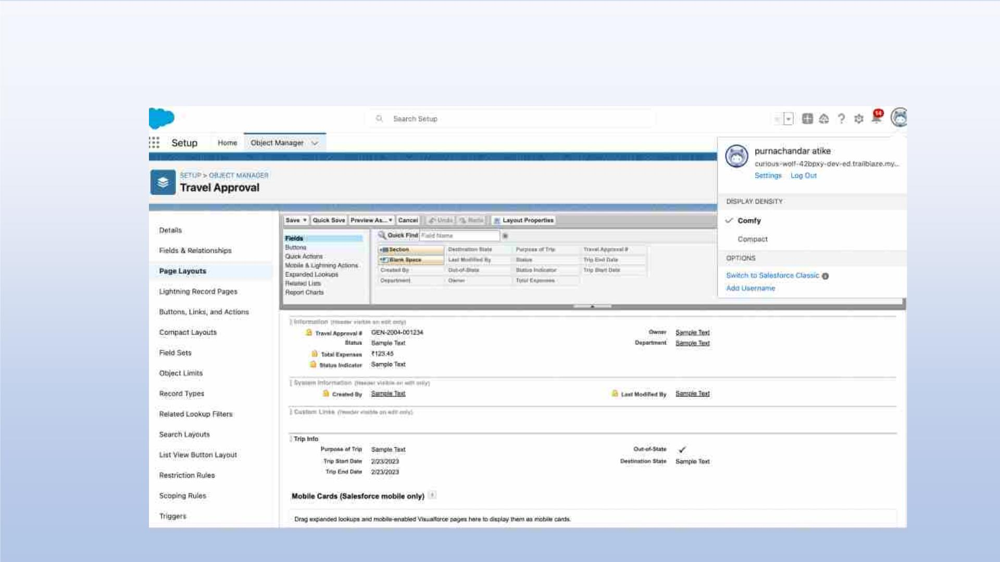 Search Setup
14
Setup
Home
Object Manager
purnachandar atike
curious-wolf-42bpxy-dev-ed.trailblaze.my...
Settings
Log Out
SETUP > OBJECT MANAGER
Travel Approval
DISPLAY DENSITY
Comfy
Compact
OPTIONS
Switch to Salesforce Classic
Add Username
Details
Fields & Relationships
Page Layouts
Lightning Record Pages
Buttons, Links, and Actions
Compact Layouts
Field Sets
Object Limits
Record Types
Related Lookup Filters
Search Layouts
List View Button Layout
Restriction Rules
Scoping Rules
Triggers
Save Quick Save Preview As... Cancel Undo Redo Layout Properties
Fields
Buttons
Quick Actions
Mobile & Lightning Actions
Expanded Lookups
Related Lists
Report Charts
Quick Find Field Name
Section Destination State Purpose of Trip Travel Approval #
Blank Space Last Modified By Status Trip End Date
Created By Out-of-State Status Indicator Trip Start Date
Department Owner Total Expenses
Information (Header visible on edit only)
Travel Approval # GEN-2004-001234 Owner Sample Text
Status Sample Text Department Sample Text
Total Expenses ₹123.45
Status Indicator Sample Text
System Information (Header visible on edit only)
Created By Sample Text Last Modified By Sample Text
Custom Links (Header visible on edit only)
Trip Info
Purpose of Trip Sample Text Out-of-State
Trip Start Date 2/23/2023 Destination State Sample Text
Trip End Date 2/23/2023
Mobile Cards (Salesforce mobile only)
Drag expanded lookups and mobile-enabled Visualforce pages here to display them as mobile cards.